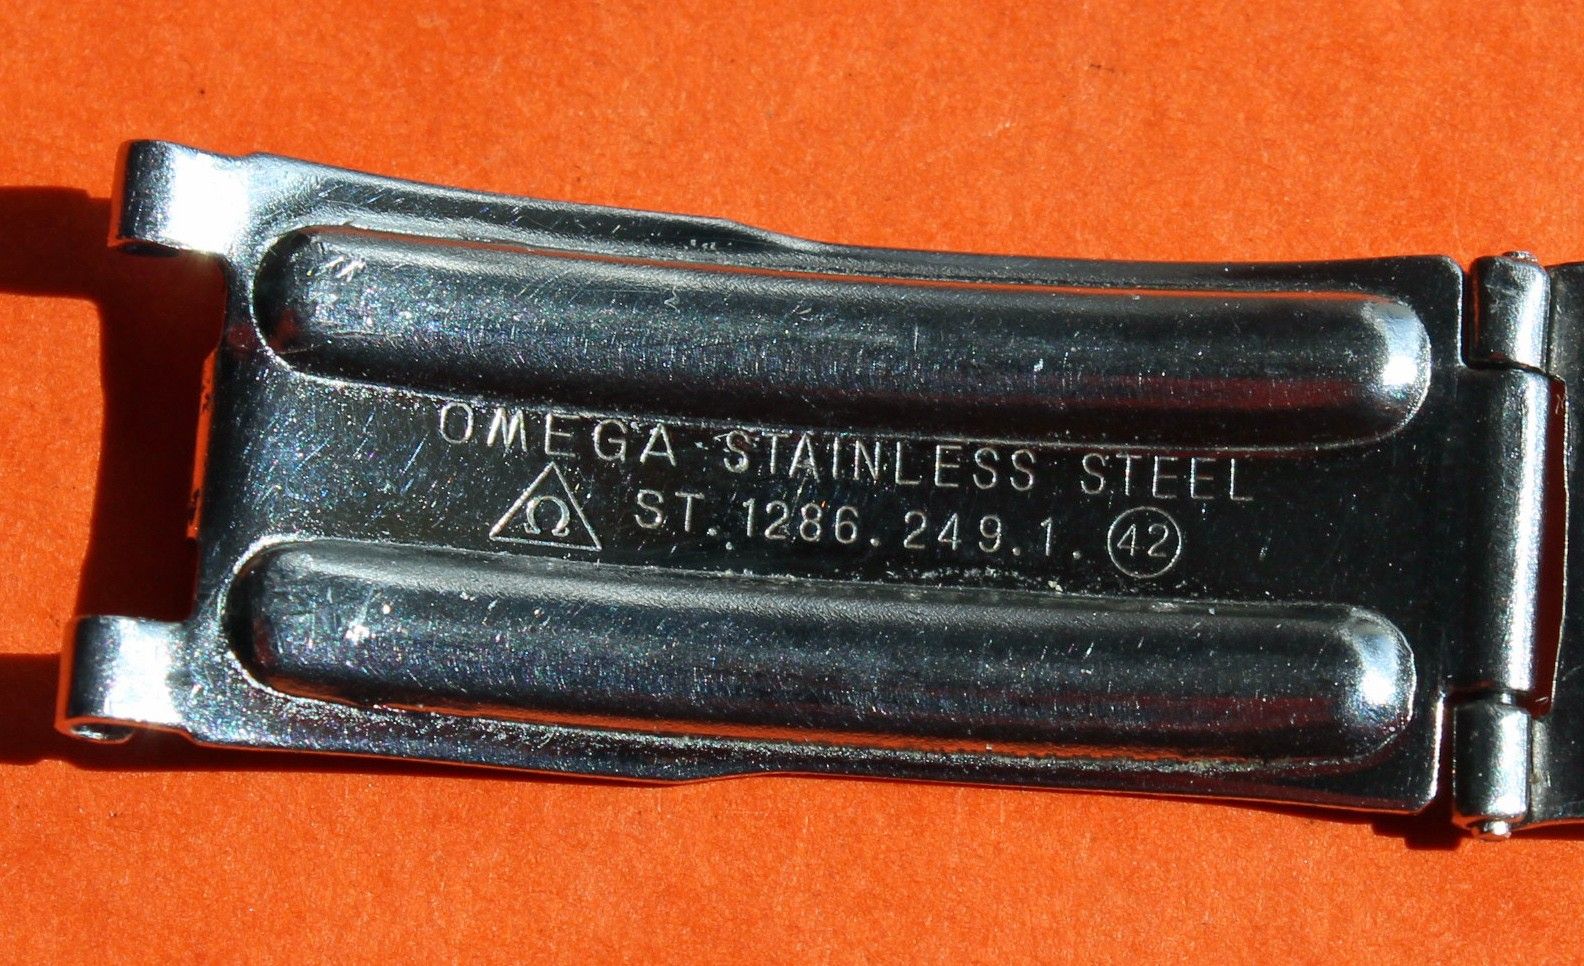 OMEGA STAINLESS STEEL
Ω ST. 1286.249.1. 42